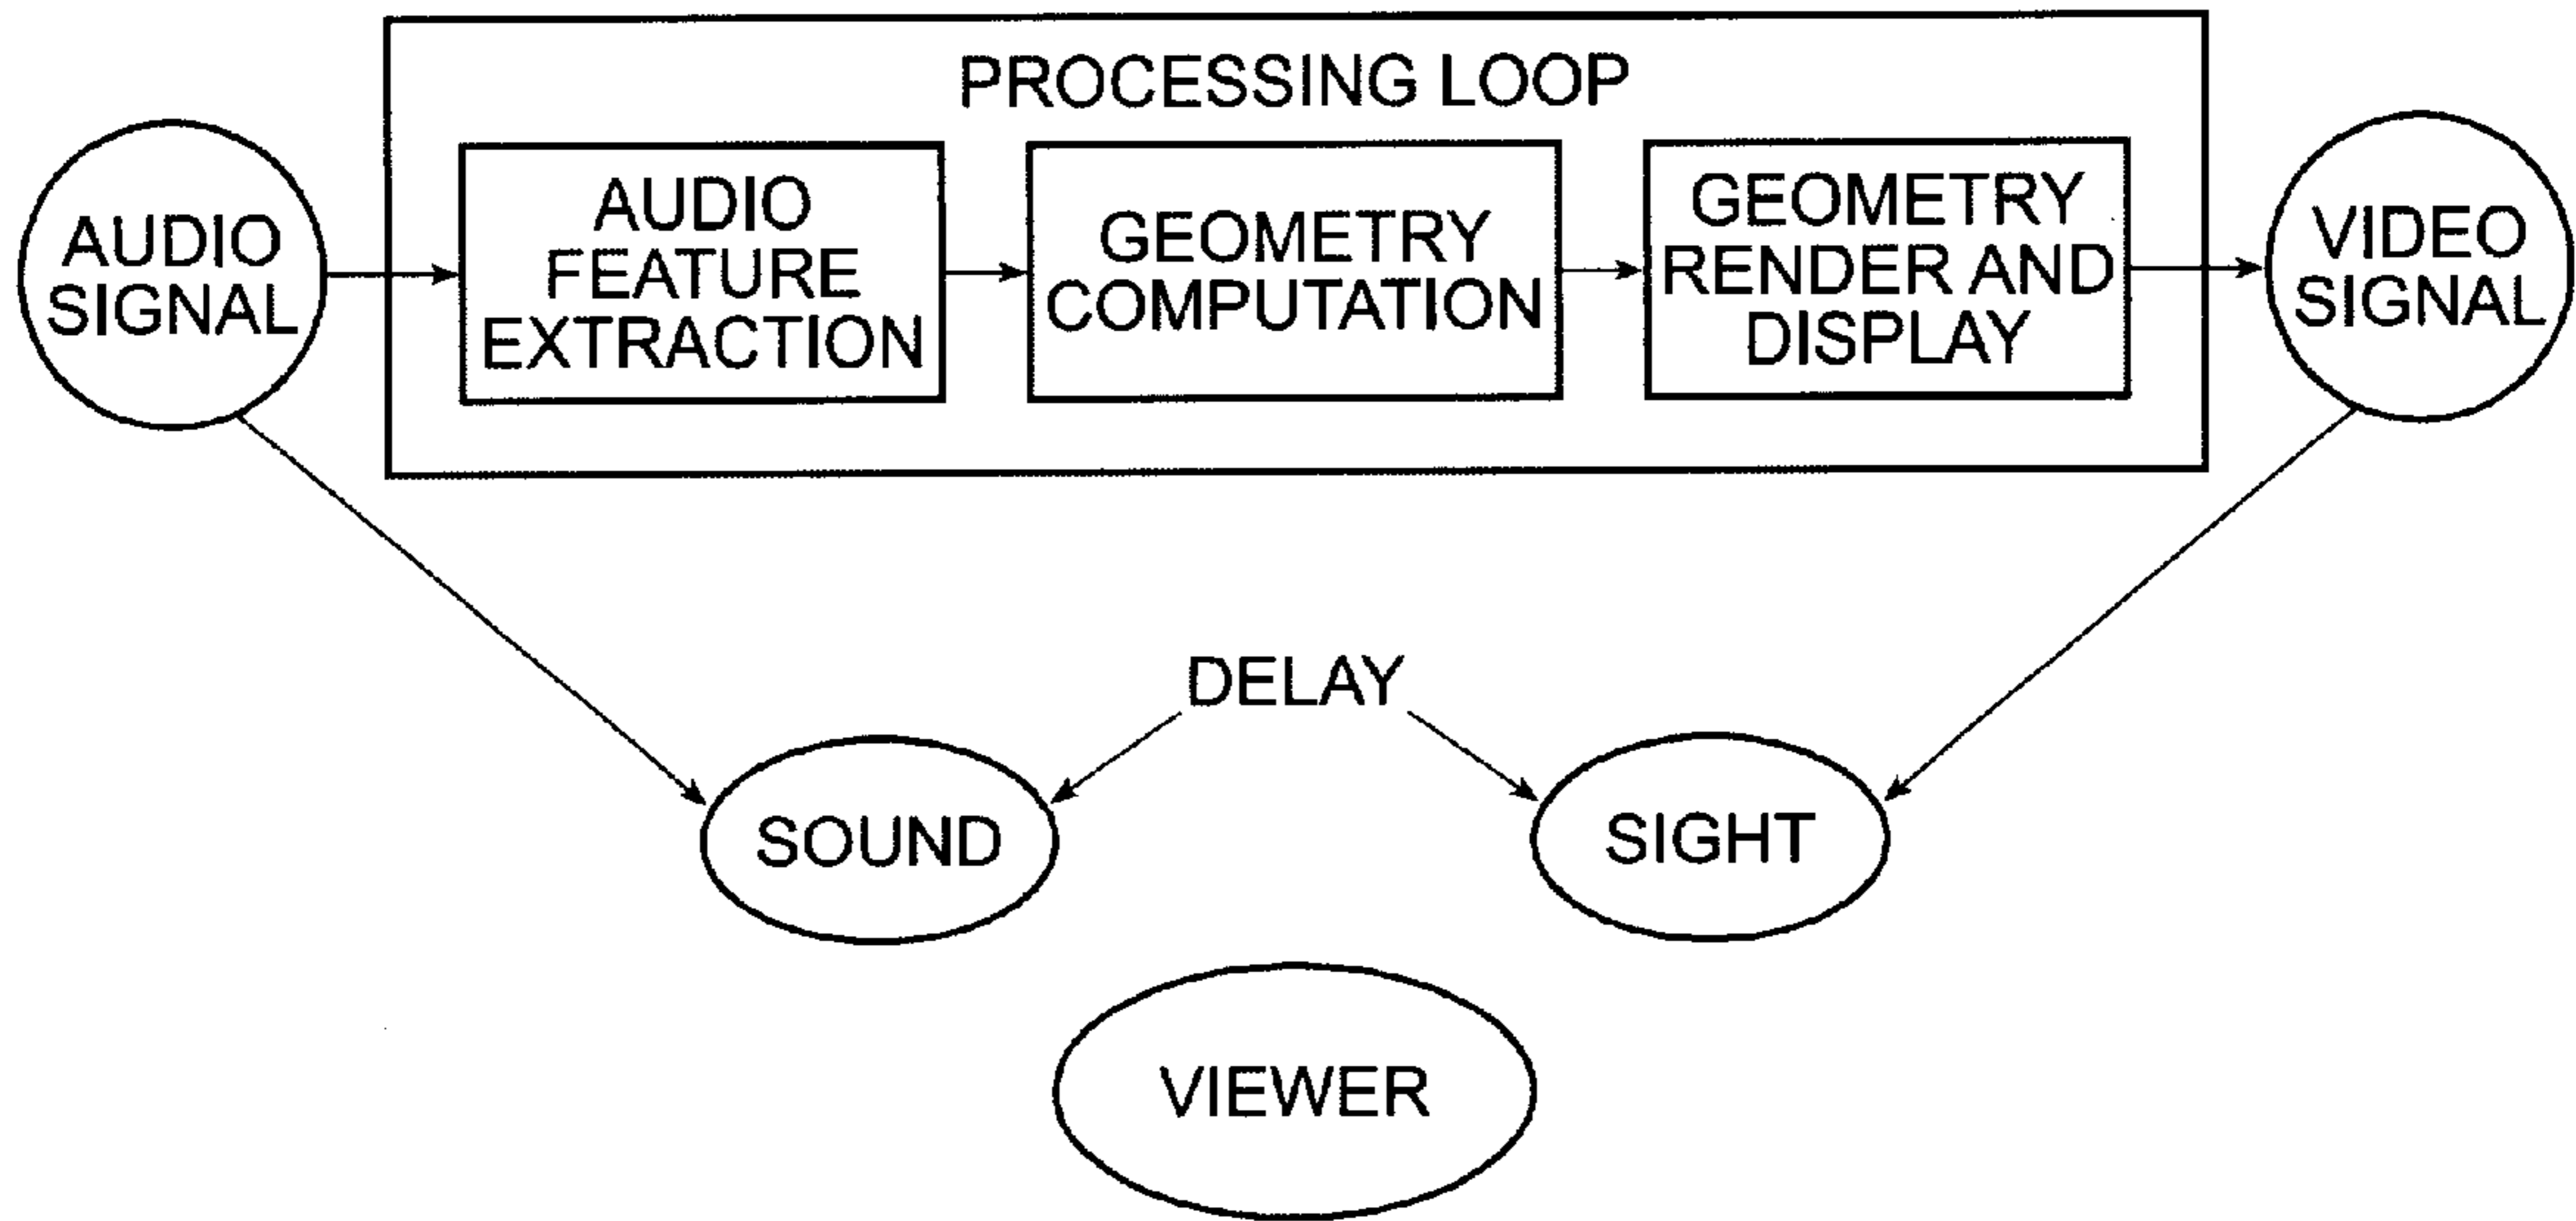 PROCESSING LOOP
AUDIO
SIGNAL
AUDIO
FEATURE
EXTRACTION
GEOMETRY
COMPUTATION
GEOMETRY
RENDER AND
DISPLAY
VIDEO
SIGNAL
DELAY
SOUND
SIGHT
VIEWER